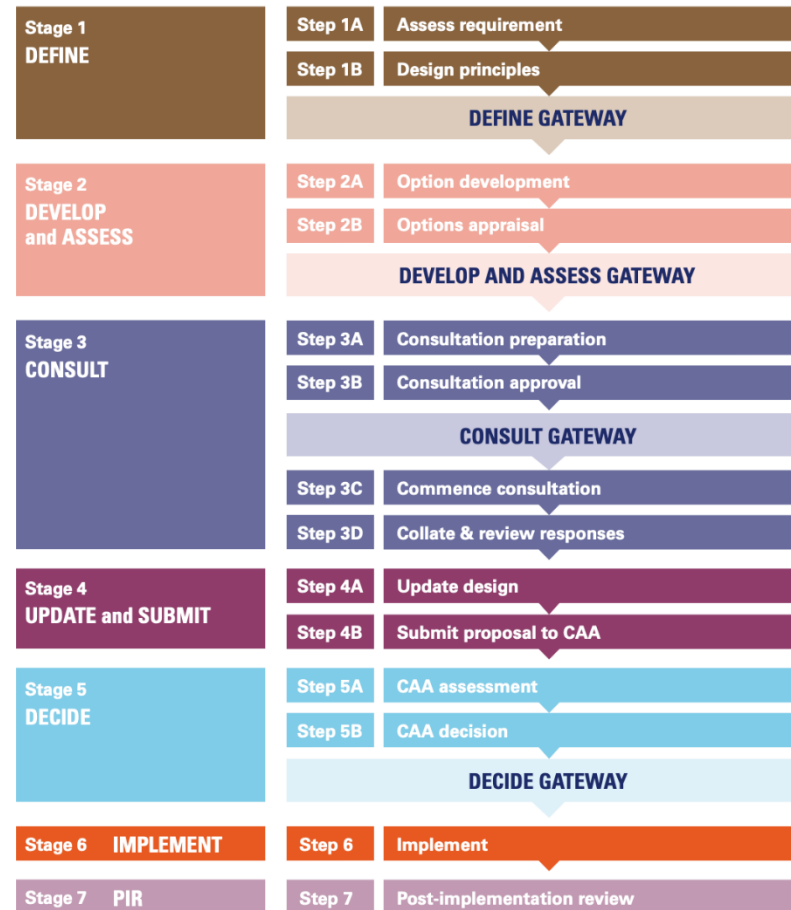 Stage 1
DEFINE
Step 1A Assess requirement
Step 1B Design principles
DEFINE GATEWAY
Stage 2
DEVELOP
and ASSESS
Step 2A Option development
Step 2B Options appraisal
DEVELOP AND ASSESS GATEWAY
Stage 3
CONSULT
Step 3A Consultation preparation
Step 3B Consultation approval
CONSULT GATEWAY
Step 3C Commence consultation
Step 3D Collate & review responses
Stage 4
UPDATE and SUBMIT
Step 4A Update design
Step 4B Submit proposal to CAA
Stage 5
DECIDE
Step 5A CAA assessment
Step 5B CAA decision
DECIDE GATEWAY
Stage 6 IMPLEMENT
Step 6 Implement
Stage 7 PIR
Step 7 Post-implementation review